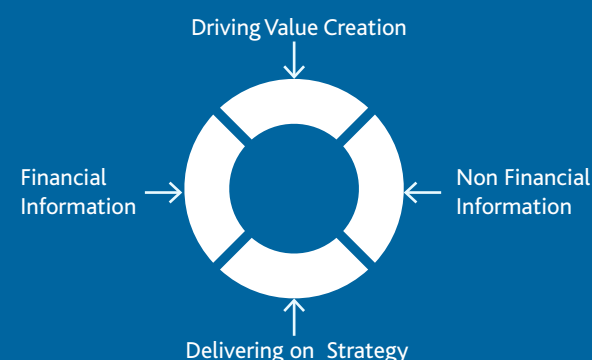 Driving Value Creation
Financial
Information
Non Financial
Information
Delivering on Strategy